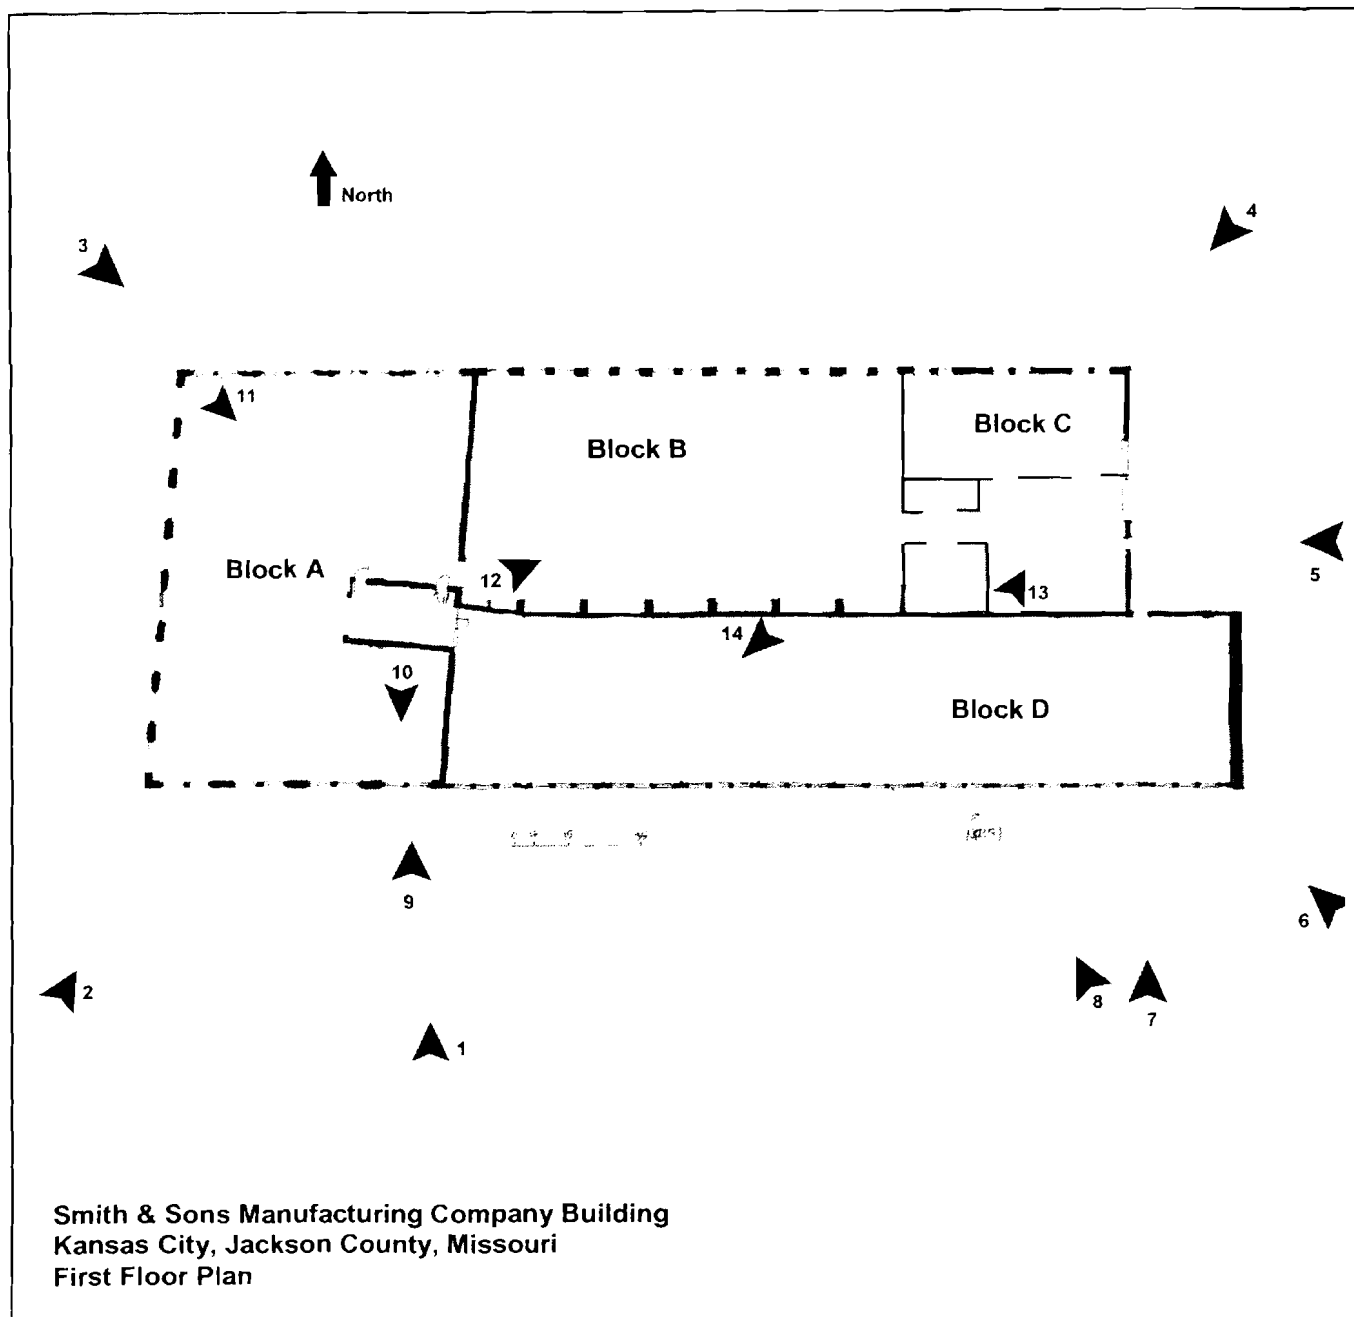 North
3
4
11
Block C
Block B
Block A
12
5
13
14
10
Block D
9
6
2
8
7
1
Smith & Sons Manufacturing Company Building
Kansas City, Jackson County, Missouri
First Floor Plan